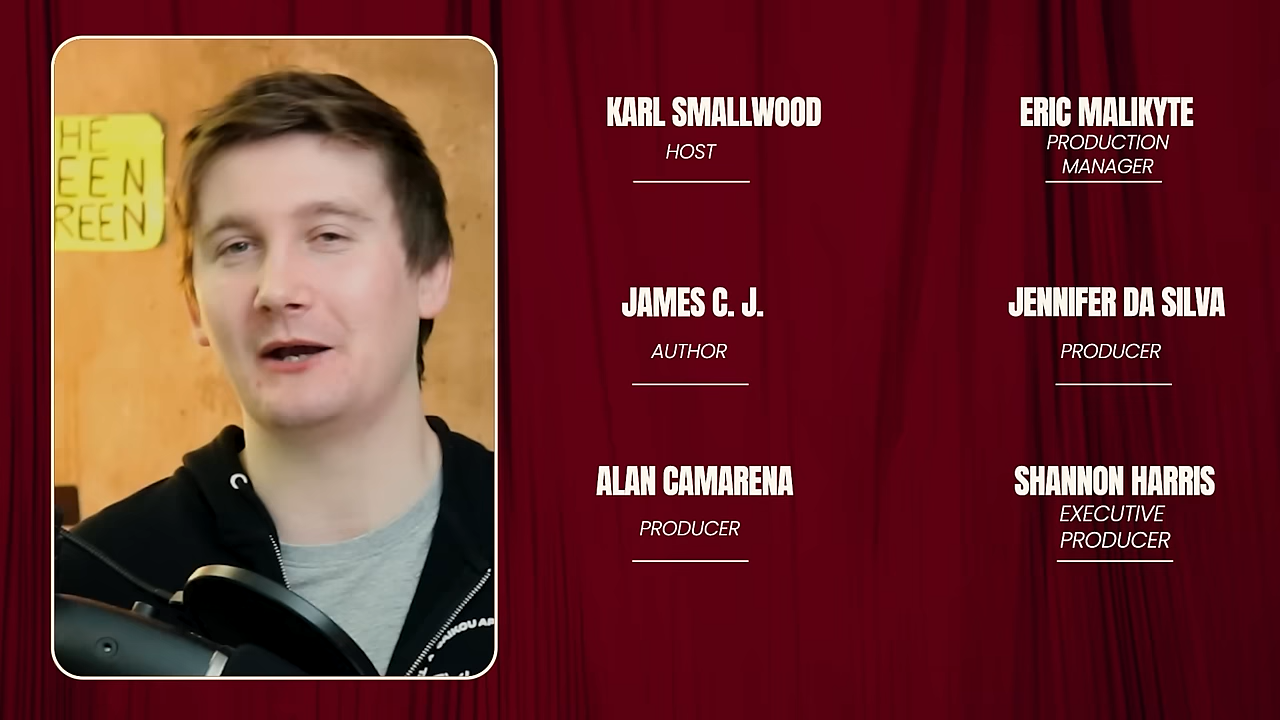 HE
EEN
REEN
KARL SMALLWOOD
HOST
ERIC MALIKYTE
PRODUCTION
MANAGER
JAMES C. J.
AUTHOR
JENNIFER DA SILVA
PRODUCER
ALAN CAMARENA
PRODUCER
SHANNON HARRIS
EXECUTIVE
PRODUCER